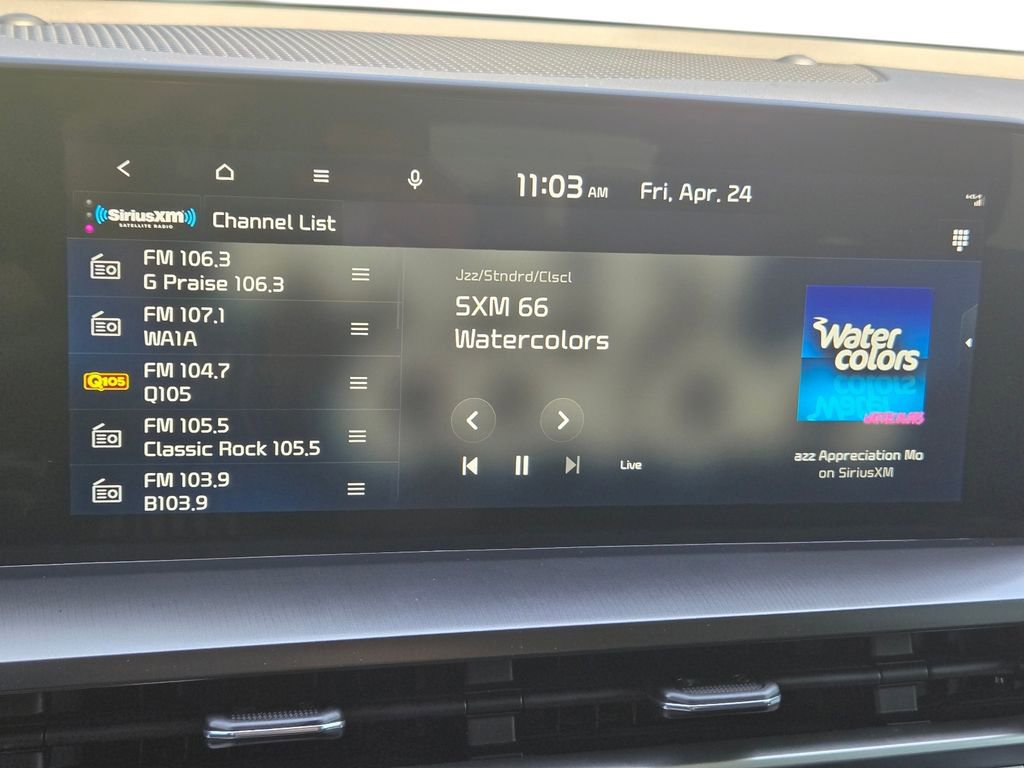 11:03 AM Fri, Apr. 24
SiriusXM
SATELLITE RADIO
Channel List
FM 106.3
G Praise 106.3
FM 107.1
WA1A
FM 104.7
Q105
Q105
FM 105.5
Classic Rock 105.5
FM 103.9
B103.9
Jzz/Stndrd/Clscl
SXM 66
Watercolors
Live
Water
colors
azz Appreciation Mo
on SiriusXM